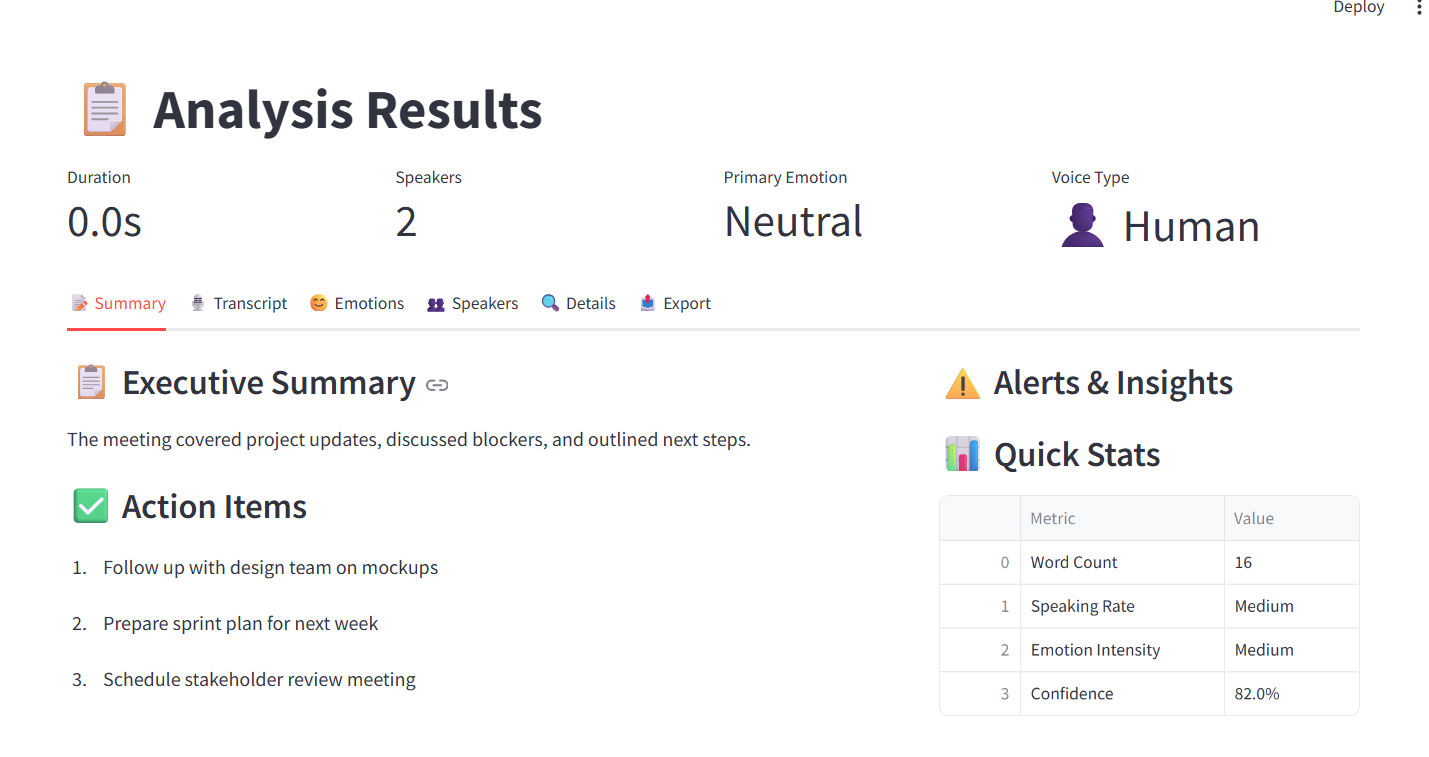 Deploy
Analysis Results
Duration
0.0s
Speakers
2
Primary Emotion
Neutral
Voice Type
Human
Summary Transcript Emotions Speakers Details Export
Executive Summary
The meeting covered project updates, discussed blockers, and outlined next steps.
Action Items
1. Follow up with design team on mockups
2. Prepare sprint plan for next week
3. Schedule stakeholder review meeting
Alerts & Insights
Quick Stats
Metric Value
0 Word Count 16
1 Speaking Rate Medium
2 Emotion Intensity Medium
3 Confidence 82.0%